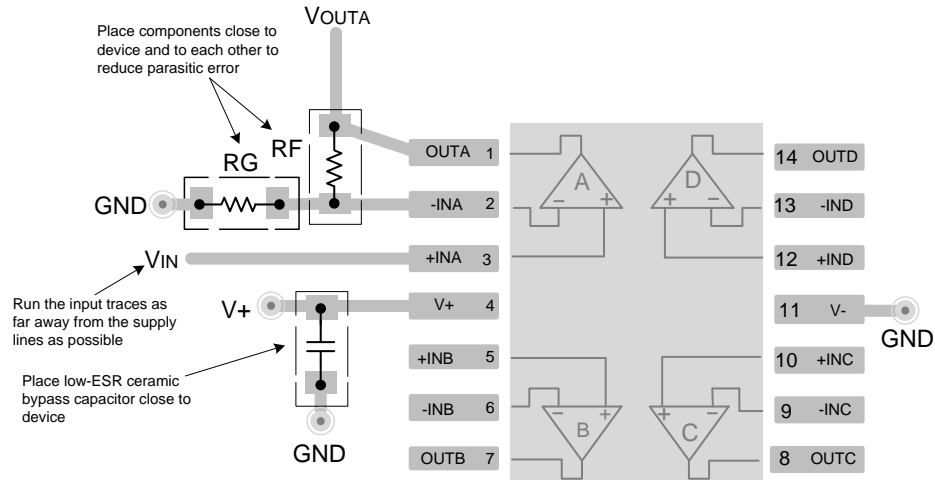 VOUTA
Place components close to
device and to each other to
reduce parasitic error
RG
RF
GND
VIN
Run the input traces as
far away from the supply
lines as possible
V+
Place low-ESR ceramic
bypass capacitor close to
device
GND
OUTA 1
-INA 2
+INA 3
V+ 4
+INB 5
-INB 6
OUTB 7
A
D
B
C
14 OUTD
13 -IND
12 +IND
11 V-
GND
10 +INC
9 -INC
8 OUTC